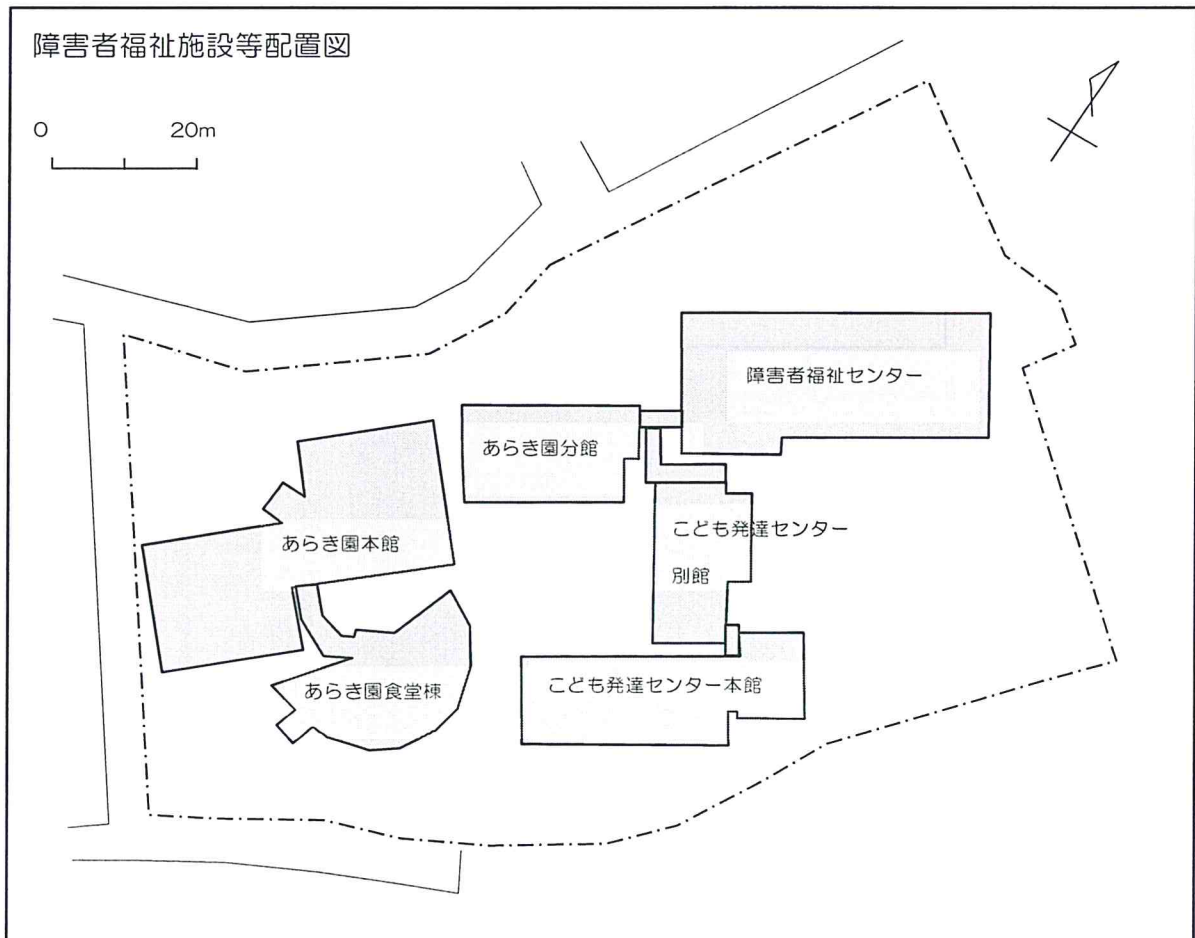 障害者福祉施設等配置図
0 20m
障害者福祉センター
あらき園分館
こども発達センター
別館
あらき園本館
こども発達センター本館
あらき園食堂棟